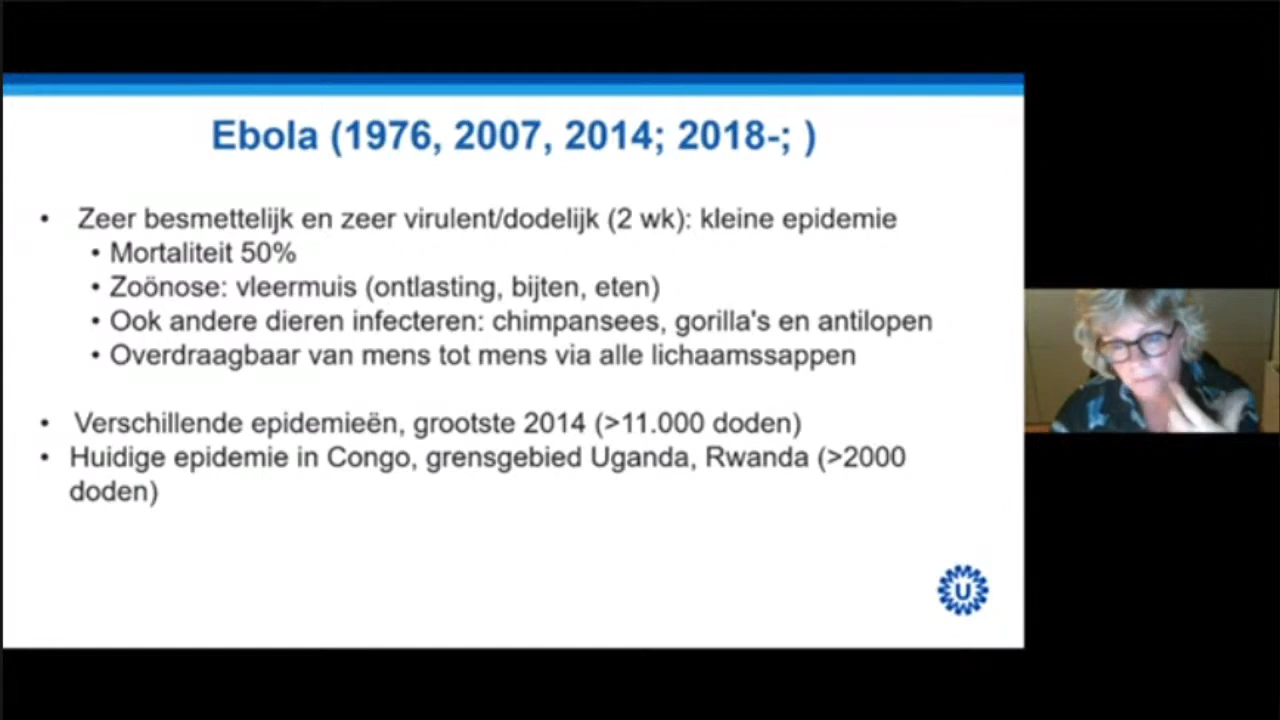 Ebola (1976, 2007, 2014; 2018-; )
• Zeer besmettelijk en zeer virulent/dodelijk (2 wk): kleine epidemie
• Mortaliteit 50%
• Zoönose: vleermuis (ontlasting, bijten, eten)
• Ook andere dieren infecteren: chimpansees, gorilla's en antilopen
• Overdraagbaar van mens tot mens via alle lichaamssappen
• Verschillende epidemieën, grootste 2014 (>11.000 doden)
• Huidige epidemie in Congo, grensgebied Uganda, Rwanda (>2000
doden)
U